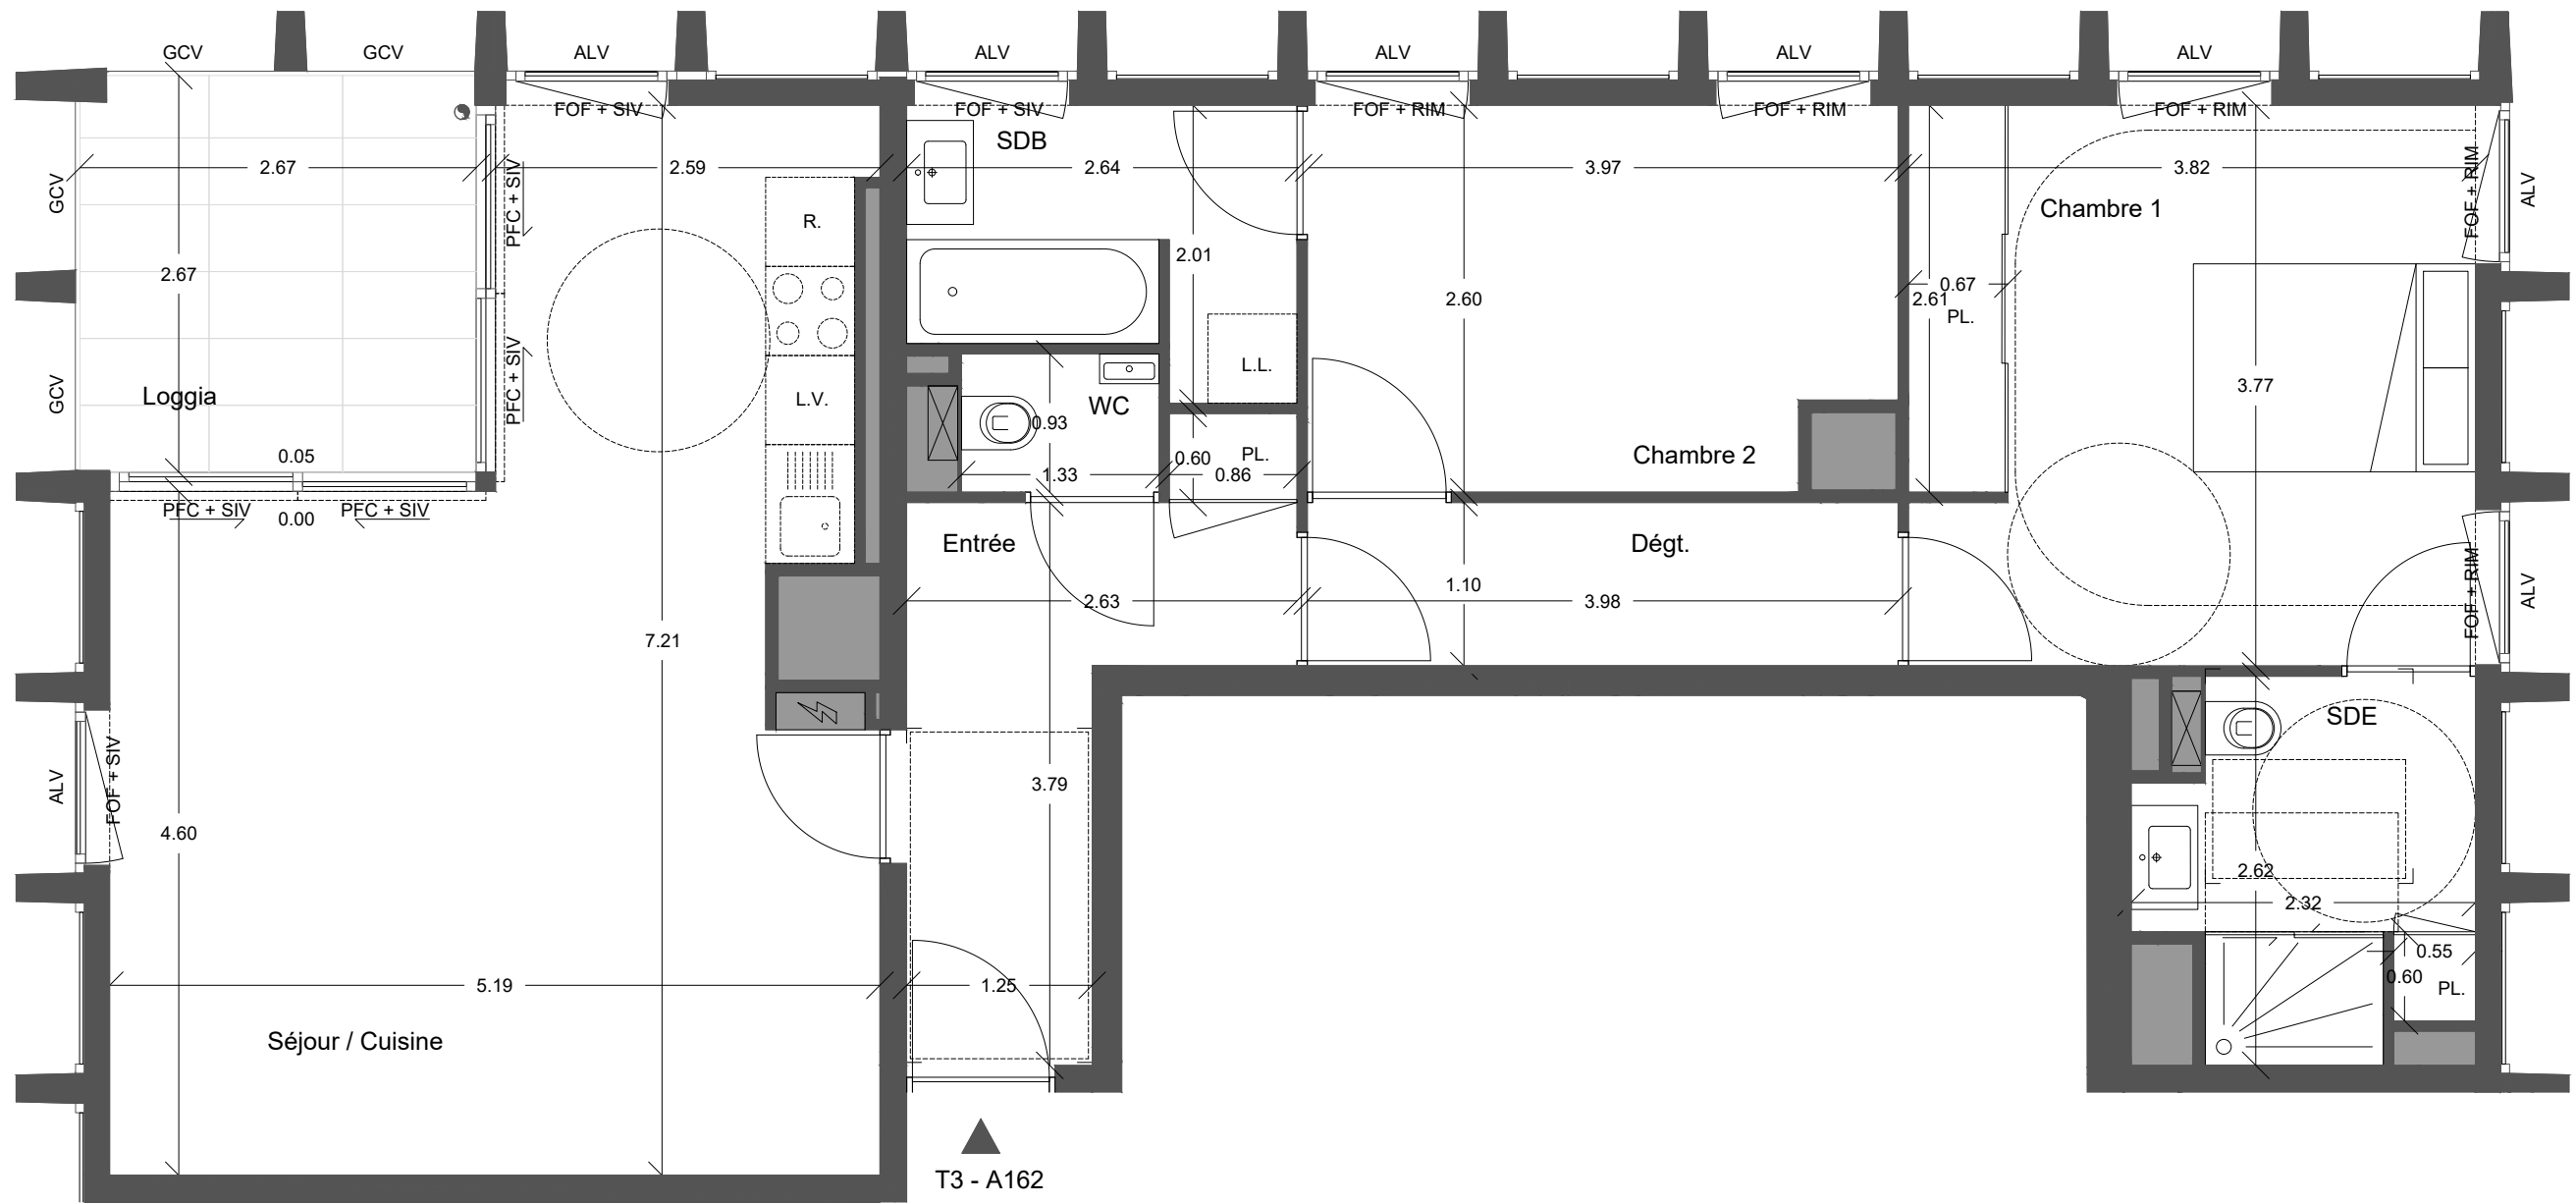 GCV
GCV
ALV
ALV
ALV
ALV
ALV
FOF + SIV
FOF + SIV
FOF + RIM
FOF + RIM
FOF + RIM
SDB
2.67
2.59
2.64
3.97
3.82
GCV
PFC + SIV
FOF + RIM
ALV
Chambre 1
R.
2.67
2.01
2.60
0.67
2.61
PL.
GCV
Loggia
PFC + SIV
L.V.
L.L.
WC
0.93
3.77
0.05
1.33
0.60
PL.
0.86
Chambre 2
PFC + SIV
0.00
PFC + SIV
Entrée
Dégt.
2.63
1.10
3.98
FOF + RIM
ALV
7.21
SDE
ALV
FOF + SIV
4.60
3.79
2.62
2.32
0.55
0.60
PL.
5.19
1.25
Séjour / Cuisine
T3 - A162